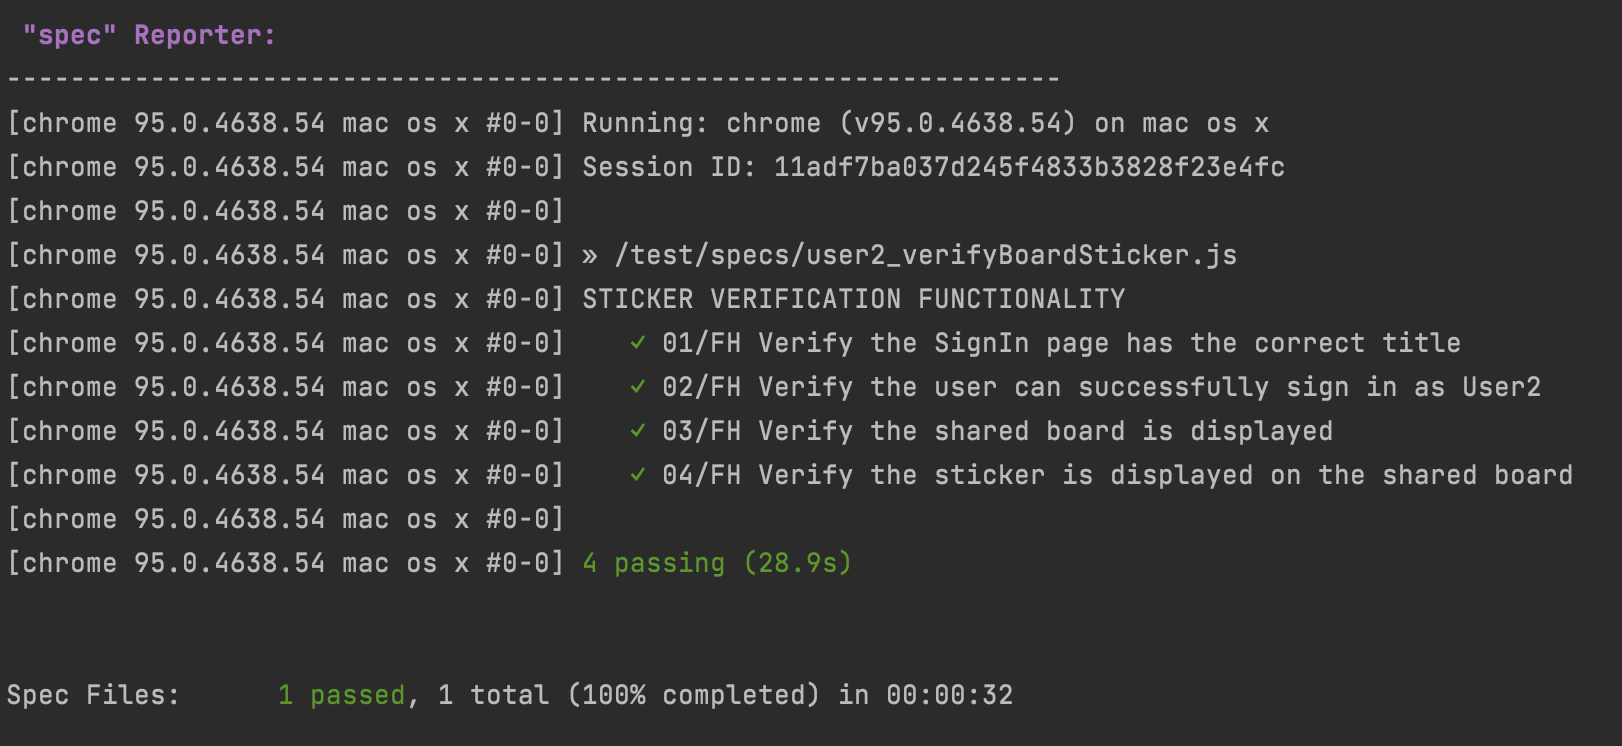 "spec" Reporter:
------------------------------------------------------------------
[chrome 95.0.4638.54 mac os x #0-0] Running: chrome (v95.0.4638.54) on mac os x
[chrome 95.0.4638.54 mac os x #0-0] Session ID: 11adf7ba037d245f4833b3828f23e4fc
[chrome 95.0.4638.54 mac os x #0-0]
[chrome 95.0.4638.54 mac os x #0-0] » /test/specs/user2_verifyBoardSticker.js
[chrome 95.0.4638.54 mac os x #0-0] STICKER VERIFICATION FUNCTIONALITY
[chrome 95.0.4638.54 mac os x #0-0]    ✓ 01/FH Verify the SignIn page has the correct title
[chrome 95.0.4638.54 mac os x #0-0]    ✓ 02/FH Verify the user can successfully sign in as User2
[chrome 95.0.4638.54 mac os x #0-0]    ✓ 03/FH Verify the shared board is displayed
[chrome 95.0.4638.54 mac os x #0-0]    ✓ 04/FH Verify the sticker is displayed on the shared board
[chrome 95.0.4638.54 mac os x #0-0]
[chrome 95.0.4638.54 mac os x #0-0] 4 passing (28.9s)
Spec Files:      1 passed, 1 total (100% completed) in 00:00:32